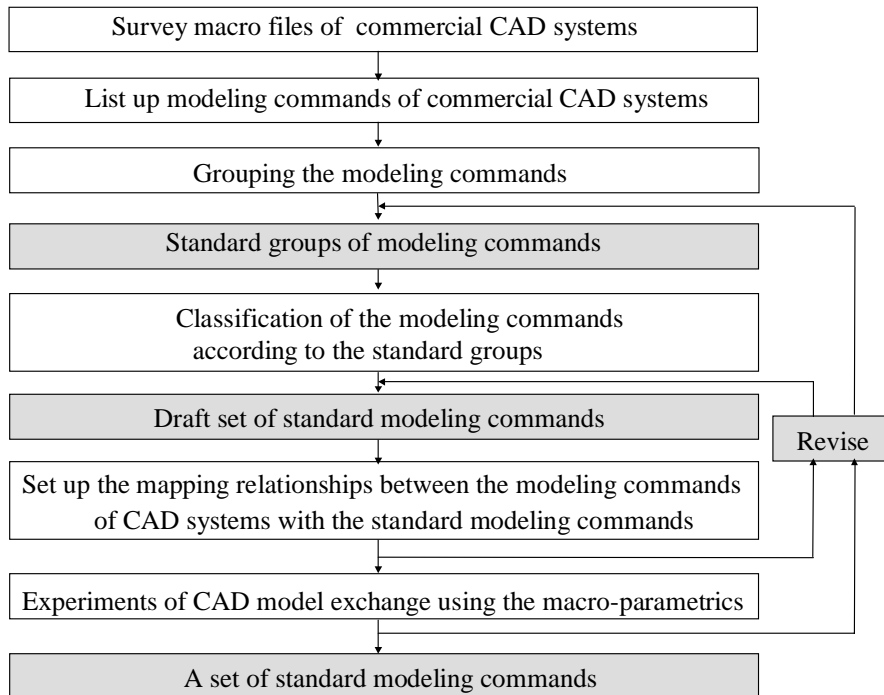 Survey macro files of commercial CAD systems
List up modeling commands of commercial CAD systems
Grouping the modeling commands
Standard groups of modeling commands
Classification of the modeling commands
according to the standard groups
Draft set of standard modeling commands
Revise
Set up the mapping relationships between the modeling commands
of CAD systems with the standard modeling commands
Experiments of CAD model exchange using the macro-parametrics
A set of standard modeling commands